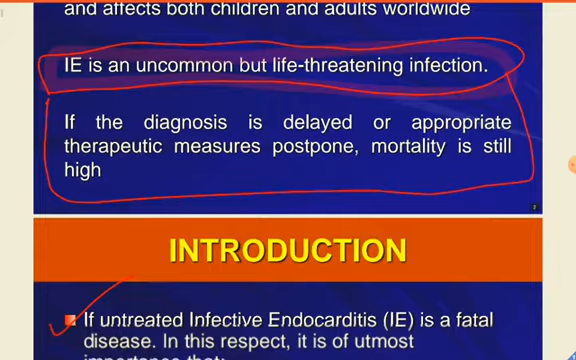 and affects both children and adults worldwide
IE is an uncommon but life-threatening infection.
If the diagnosis is delayed or appropriate
therapeutic measures postpone, mortality is still
high
2
INTRODUCTION
If untreated Infective Endocarditis (IE) is a fatal
disease. In this respect, it is of utmost
importance that: